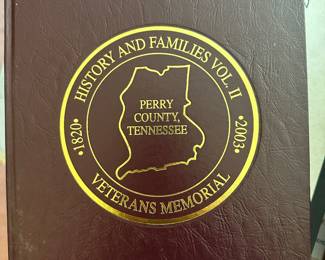 HISTORY AND FAMILIES VOL. II
PERRY
COUNTY,
TENNESSEE
•1820•
•2003•
VETERANS MEMORIAL